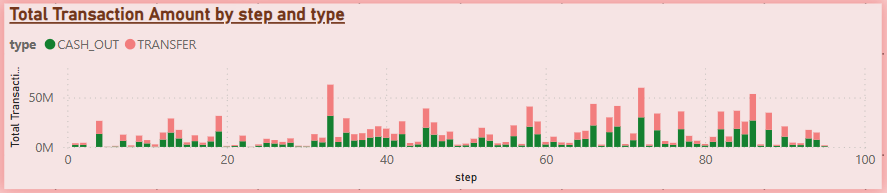 Total Transaction Amount by step and type
type CASH_OUT TRANSFER
Total Transacti...
50M
0M
0 20 40 60 80 100
step